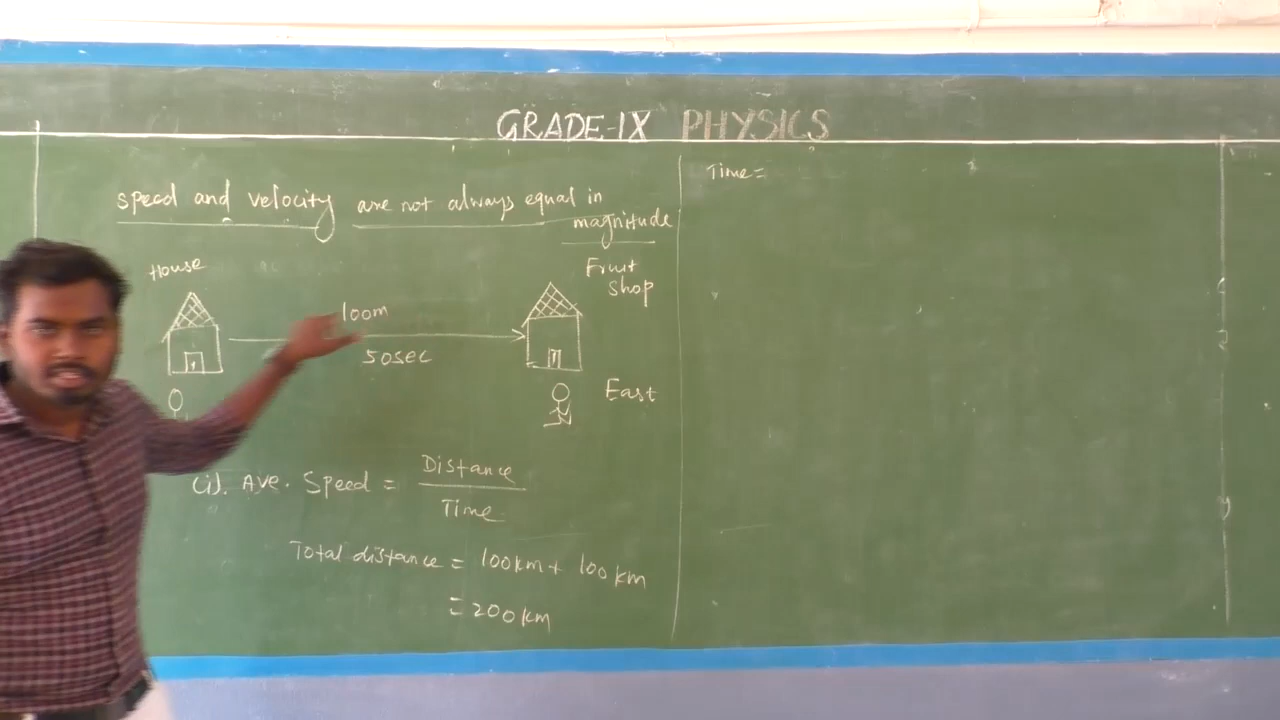 GRADE-IX PHYSICS
speed and velocity are not always equal in
magnitude
House
Fruit
Shop
100m
50sec
East
(i). Ave. Speed = Distance
Time
Total distance = 100km + 100km
= 200km
Time =